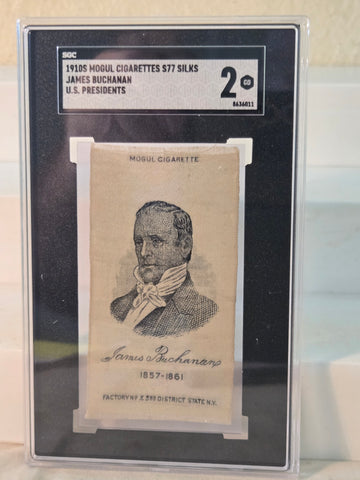 SGC
1910S MOGUL CIGARETTES S77 SILKS
JAMES BUCHANAN
U.S. PRESIDENTS
2
GD
8636011
MOGUL CIGARETTE
James Buchanan
1857-1861
FACTORY Nº 2 3RD DISTRICT STATE N.Y.